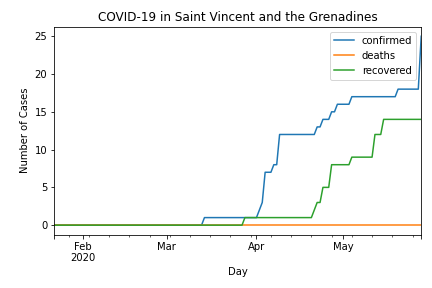 COVID-19 in Saint Vincent and the Grenadines
confirmed
deaths
recovered
Number of Cases
25
20
15
10
5
0
Feb
2020
Mar
Apr
May
Day